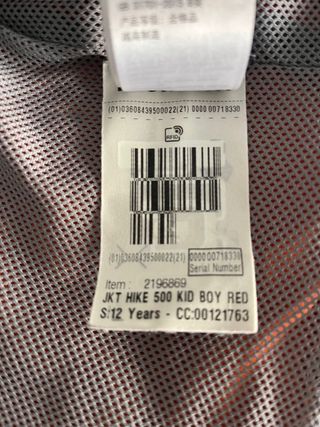 (01)03608439500022(21) 0000 00718330
RFID
(01)03608439500022(21)
000000718330
Serial Number
Item : 2196869
JKT HIKE 500 KID BOY RED
S:12 Years - CC:00121763